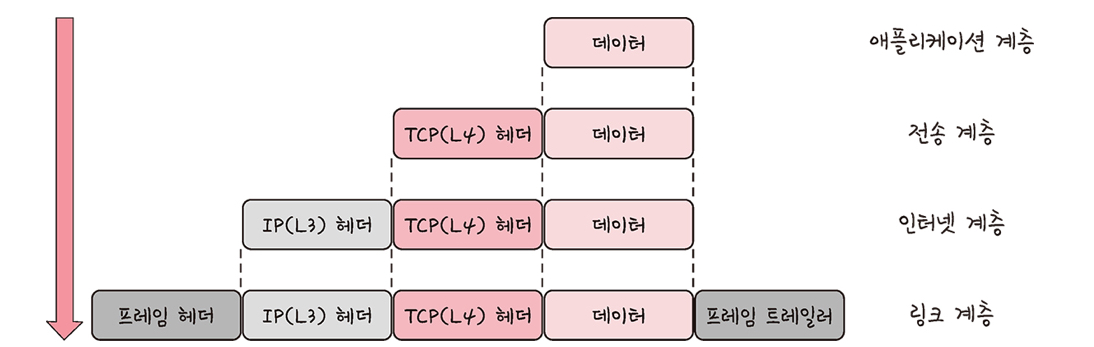 데이터 애플리케이션 계층
TCP(L4) 헤더 데이터 전송 계층
IP(L3) 헤더 TCP(L4) 헤더 데이터 인터넷 계층
프레임 헤더 IP(L3) 헤더 TCP(L4) 헤더 데이터 프레임 트레일러 링크 계층